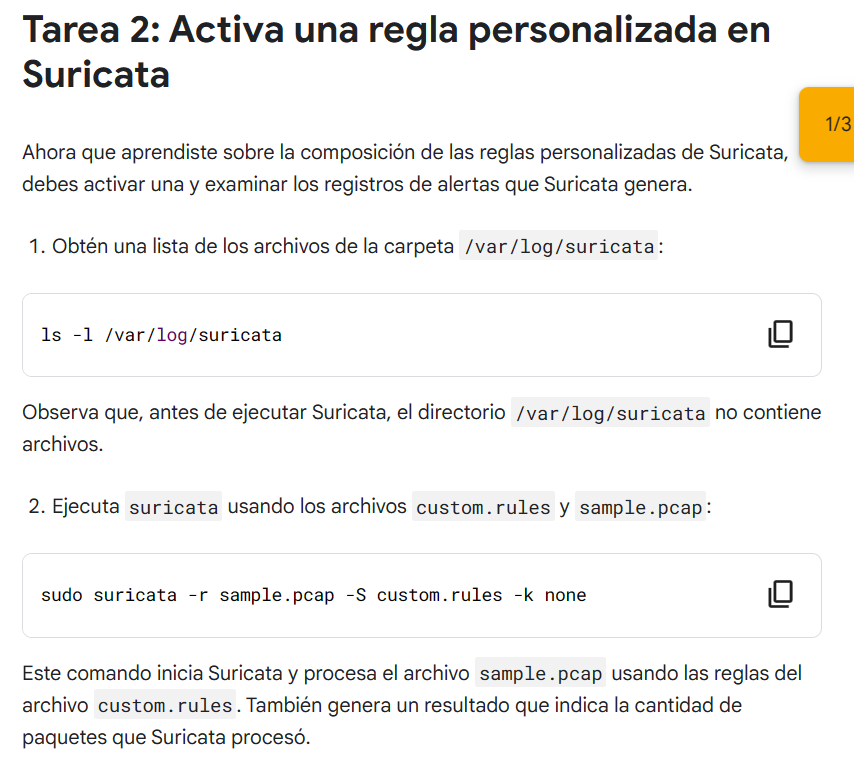 Tarea 2: Activa una regla personalizada en
Suricata
1/3
Ahora que aprendiste sobre la composición de las reglas personalizadas de Suricata,
debes activar una y examinar los registros de alertas que Suricata genera.
1. Obtén una lista de los archivos de la carpeta /var/log/suricata:
ls -l /var/log/suricata
Observa que, antes de ejecutar Suricata, el directorio /var/log/suricata no contiene
archivos.
2. Ejecuta suricata usando los archivos custom.rules y sample.pcap:
sudo suricata -r sample.pcap -S custom.rules -k none
Este comando inicia Suricata y procesa el archivo sample.pcap usando las reglas del
archivo custom.rules. También genera un resultado que indica la cantidad de
paquetes que Suricata procesó.